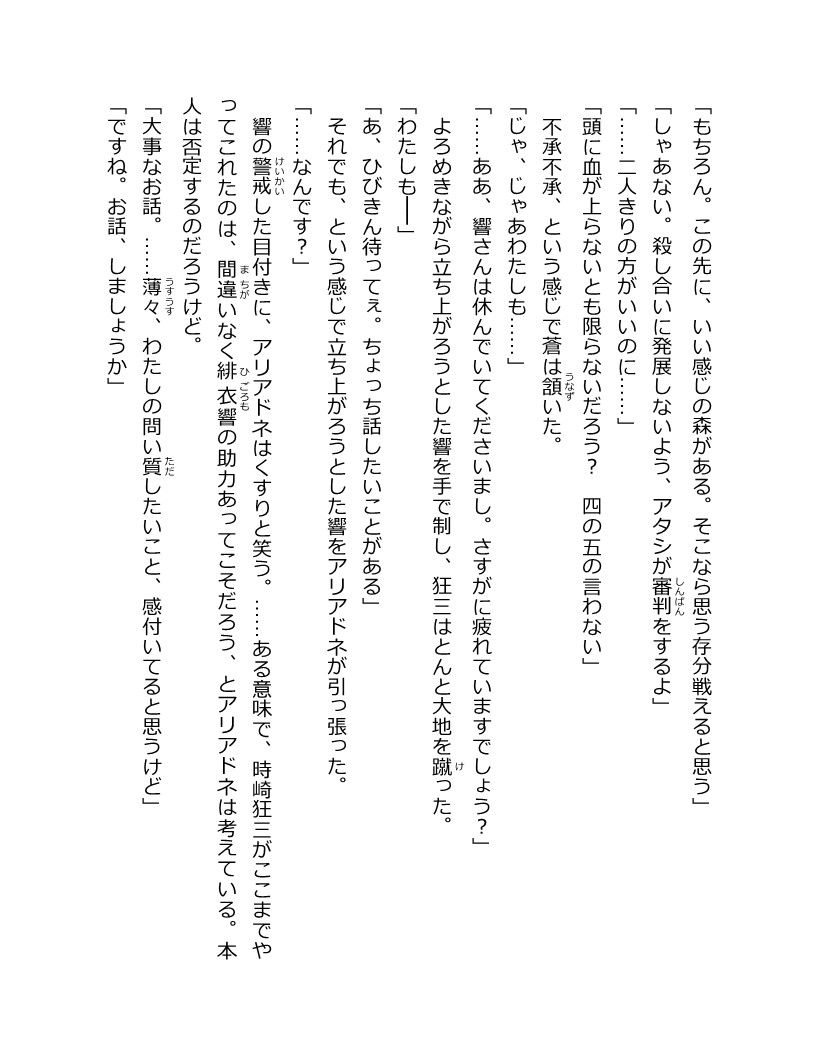 「もちろん。この先に、いい感じの森がある。そこなら思う存分戦えると思う」
「しゃあない。殺し合いに発展しないよう、アタシが審判をするよ」
「……二人きりの方がいいのに……」
「頭に血が上らないとも限らないだろう？　四の五の言わない」
　不承不承、という感じで蒼は頷いた。
「じゃ、じゃあわたしも……」
「……ああ、響さんは休んでいてくださいまし。さすがに疲れていますでしょう？」
　よろめきながら立ち上がろうとした響を手で制し、狂三はとんと大地を蹴った。
「わたしも――」
「あ、ひびきん待ってぇ。ちょっち話したいことがある」
　それでも、という感じで立ち上がろうとした響をアリアドネが引っ張った。
「……なんです？」
　響の警戒した目付きに、アリアドネはくすりと笑う。……ある意味で、時崎狂三がここまでや
ってこれたのは、間違いなく緋衣響の助力あってこそだろう、とアリアドネは考えている。本
人は否定するのだろうけど。
「大事なお話。……薄々、わたしの問い質したいこと、感付いてると思うけど」
「ですね。お話、しましょうか」